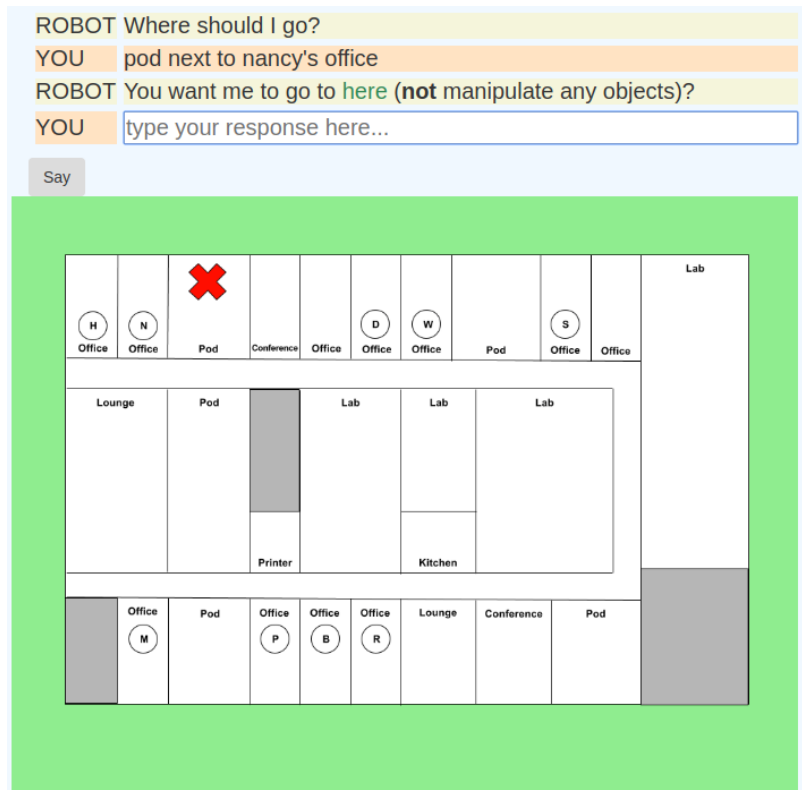 ROBOT Where should I go?
YOU pod next to nancy's office
ROBOT You want me to go to here (not manipulate any objects)?
YOU type your response here...
Say
Lab
H N D W S
Office Office Pod Conference Office Office Office Pod Office Office
Lounge Pod Lab Lab Lab
Printer Kitchen
Office Pod Office Office Office Lounge Conference Pod
M P B R